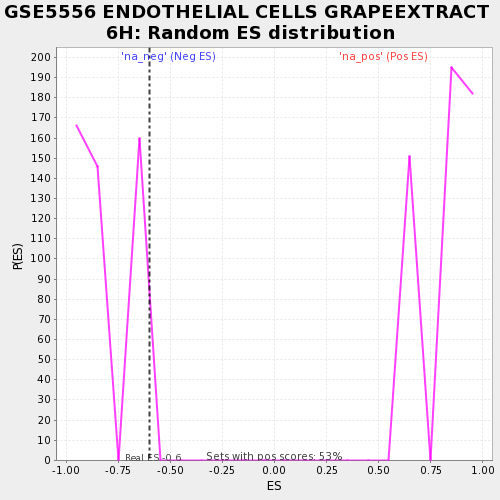 GSE5556 ENDOTHELIAL CELLS GRAPEEXTRACT
6H: Random ES distribution
'na_neg' (Neg ES)
'na_pos' (Pos ES)
200
190
180
170
160
150
140
130
120
110
100
90
80
70
60
50
40
30
20
10
0
P(ES)
Real ES -0.6
Sets with pos scores: 53%
-1.00 -0.75 -0.50 -0.25 0.00 0.25 0.50 0.75 1.00
ES